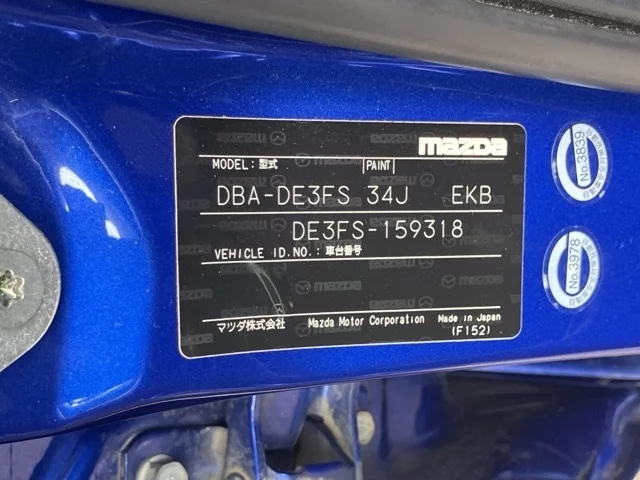 mazda
MODEL: 型式 PAINT
DBA-DE3FS 34J EKB
DE3FS-159318
VEHICLE ID.NO.: 車台番号
マツダ株式会社 Mazda Motor Corporation Made in Japan
(F152)
No.3839
No.3978